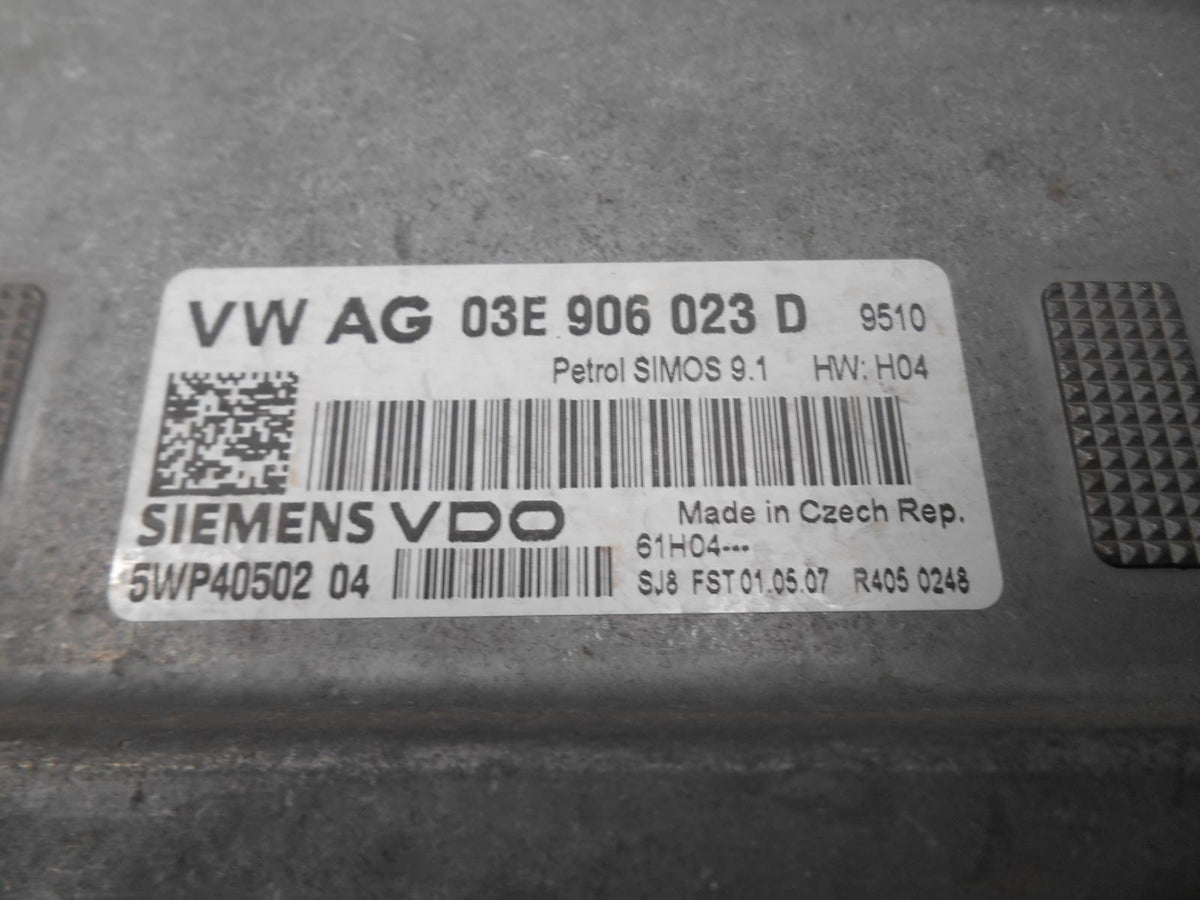 VW AG 03E 906 023 D 9510
Petrol SIMOS 9.1 HW: H04
SIEMENS VDO Made in Czech Rep.
61H04---
5WP40502 04 SJ8 FST 01.05.07 R405 0248